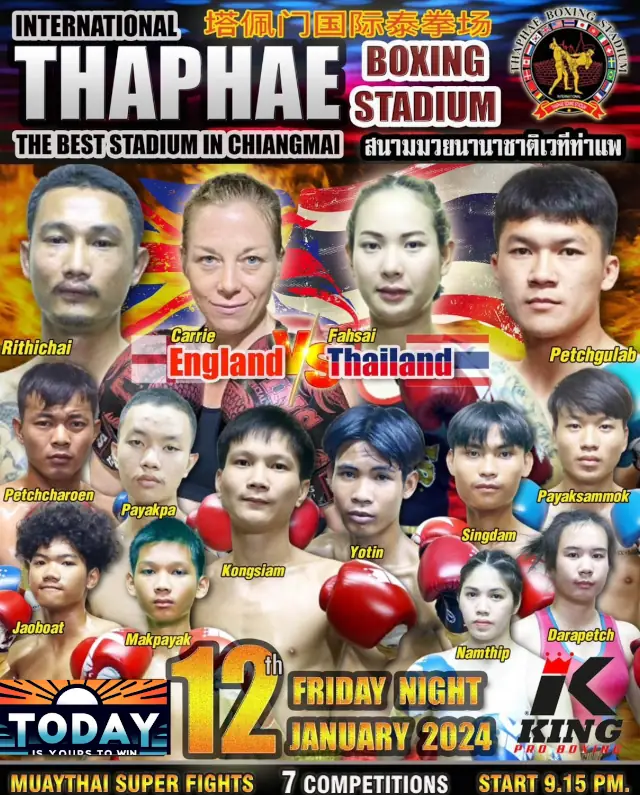 INTERNATIONAL
塔佩门国际泰拳场
THAPHAE
BOXING
STADIUM
THE BEST STADIUM IN CHIANGMAI
สนามมวยนานาชาติเวทีท่าแพ
THAPHAE BOXING STADIUM
INTERNATIONAL
Rithichai
Carrie
Fahsai
Petchgulab
England
VS
Thailand
Petchcharoen
Payakpa
Kongsiam
Yotin
Singdam
Payaksammok
Jaoboat
Makpayak
Namthip
Darapetch
TODAY
IS YOURS TO WIN
12th
FRIDAY NIGHT
JANUARY 2024
K
KING
PRO BOXING
MUAYTHAI SUPER FIGHTS
7 COMPETITIONS
START 9.15 PM.